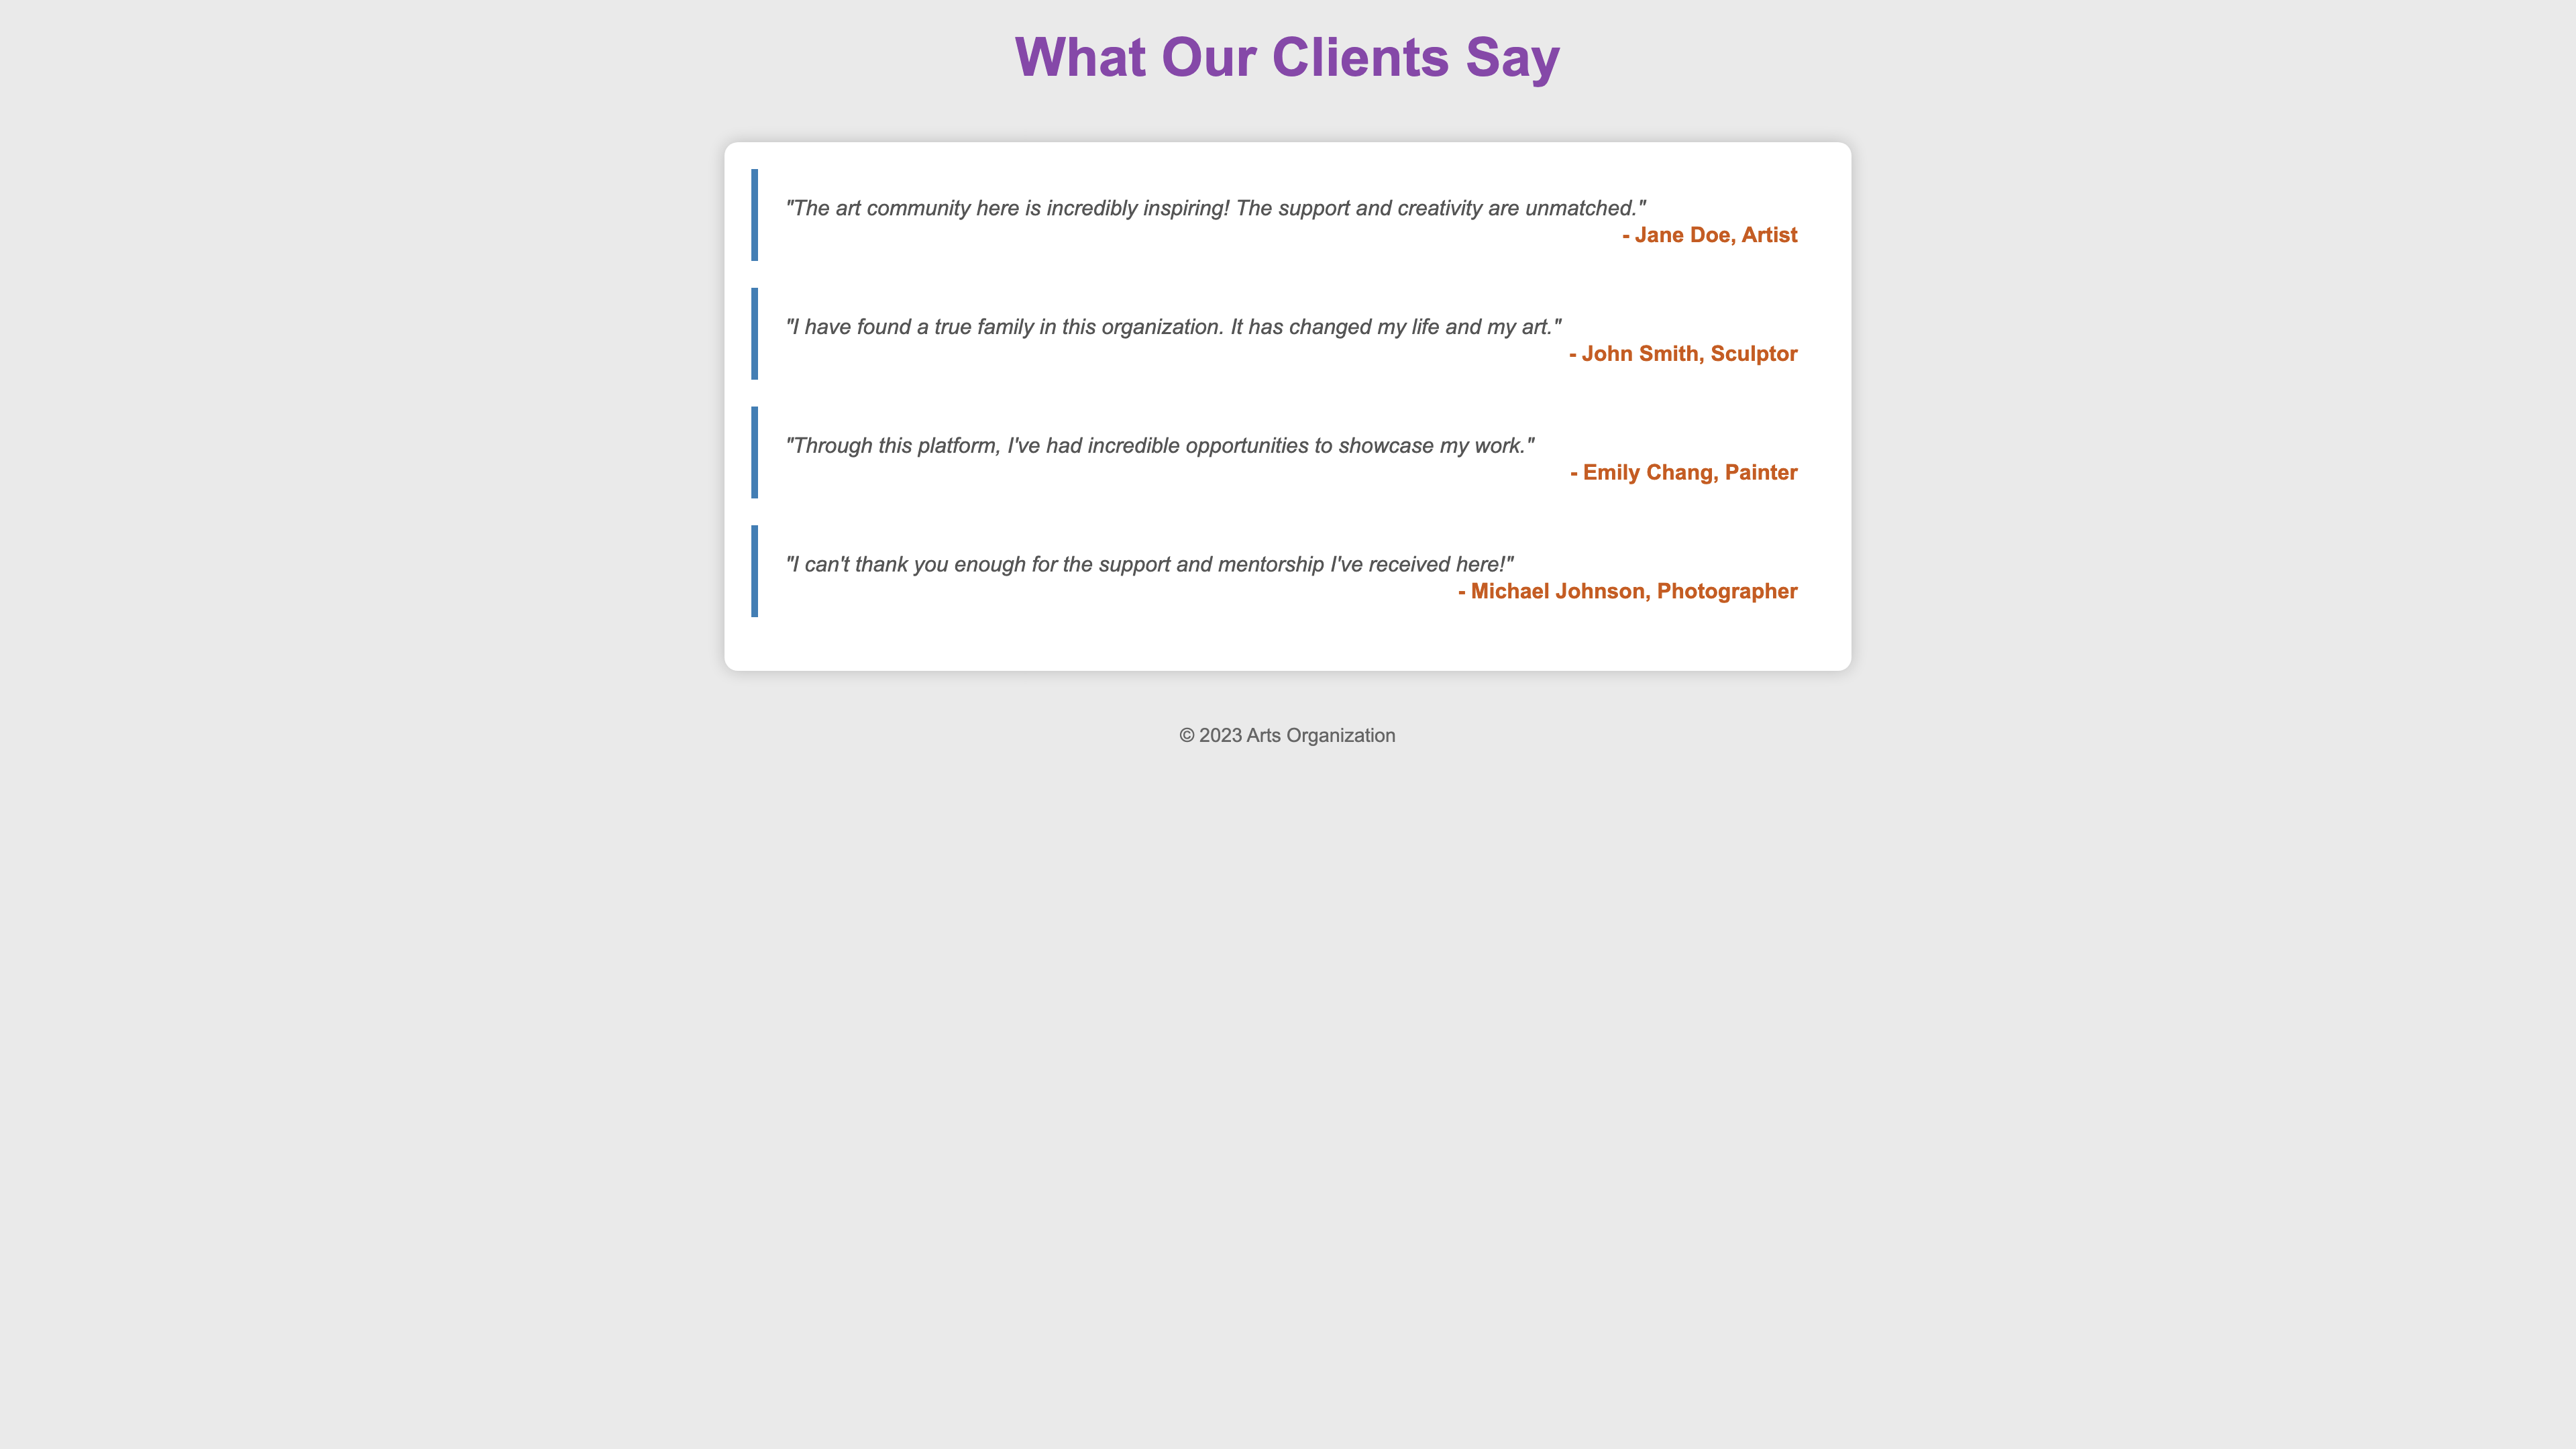 What Our Clients Say
"The art community here is incredibly inspiring! The support and creativity are unmatched."
- Jane Doe, Artist
"I have found a true family in this organization. It has changed my life and my art."
- John Smith, Sculptor
"Through this platform, I've had incredible opportunities to showcase my work."
- Emily Chang, Painter
"I can't thank you enough for the support and mentorship I've received here!"
- Michael Johnson, Photographer
© 2023 Arts Organization